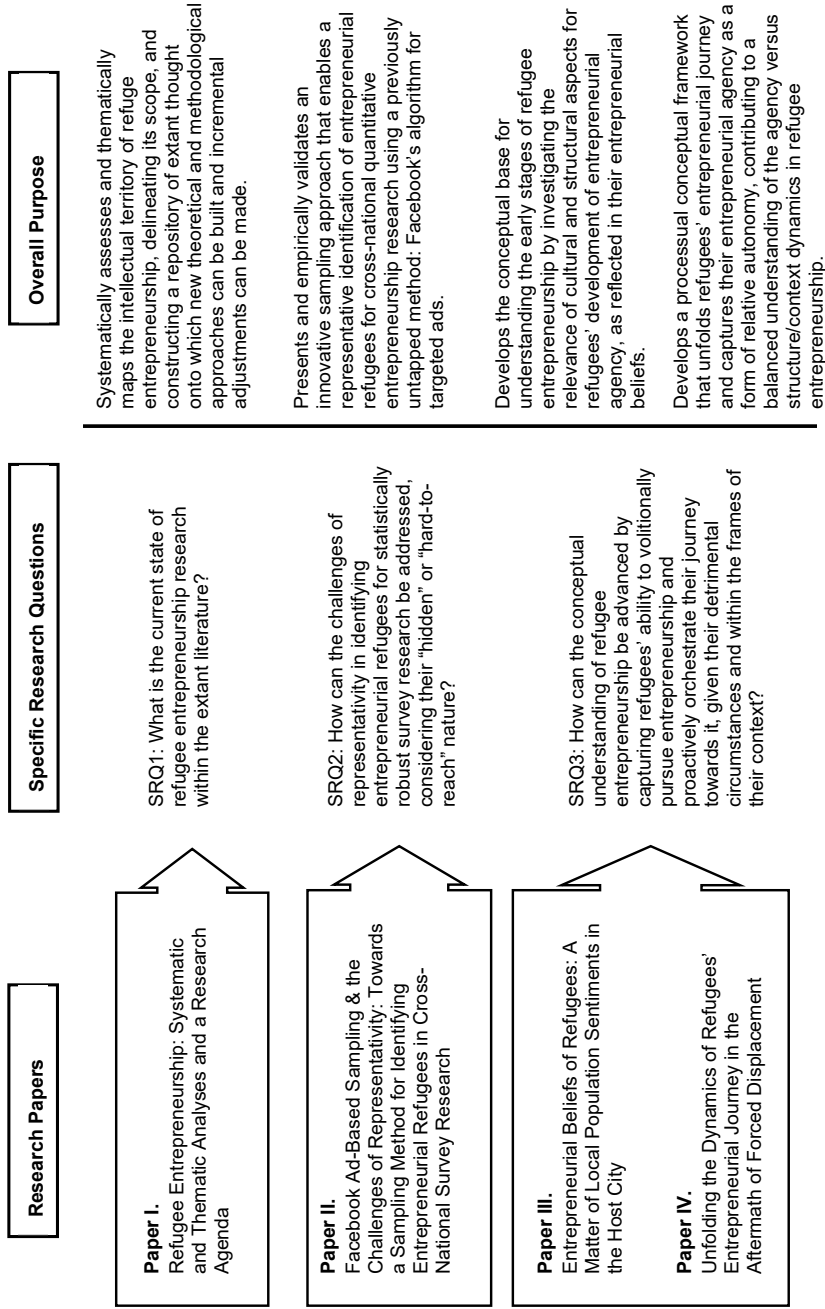 Research Papers
Specific Research Questions
Overall Purpose
Paper I.
Refugee Entrepreneurship: Systematic
and Thematic Analyses and a Research
Agenda
SRQ1: What is the current state of
refugee entrepreneurship research
within the extant literature?
Systematically assesses and thematically
maps the intellectual territory of refuge
entrepreneurship, delineating its scope, and
constructing a repository of extant thought
onto which new theoretical and methodological
approaches can be built and incremental
adjustments can be made.
Paper II.
Facebook Ad-Based Sampling & the
Challenges of Representativity: Towards
a Sampling Method for Identifying
Entrepreneurial Refugees in Cross-
National Survey Research
SRQ2: How can the challenges of
representativity in identifying
entrepreneurial refugees for statistically
robust survey research be addressed,
considering their “hidden” or “hard-to-
reach” nature?
Presents and empirically validates an
innovative sampling approach that enables a
representative identification of entrepreneurial
refugees for cross-national quantitative
entrepreneurship research using a previously
untapped method: Facebook’s algorithm for
targeted ads.
Paper III.
Entrepreneurial Beliefs of Refugees: A
Matter of Local Population Sentiments in
the Host City
Paper IV.
Unfolding the Dynamics of Refugees’
Entrepreneurial Journey in the
Aftermath of Forced Displacement
SRQ3: How can the conceptual
understanding of refugee
entrepreneurship be advanced by
capturing refugees’ ability to volitionally
pursue entrepreneurship and
proactively orchestrate their journey
towards it, given their detrimental
circumstances and within the frames of
their context?
Develops the conceptual base for
understanding the early stages of refugee
entrepreneurship by investigating the
relevance of cultural and structural aspects for
refugees’ development of entrepreneurial
agency, as reflected in their entrepreneurial
beliefs.
Develops a processual conceptual framework
that unfolds refugees’ entrepreneurial journey
and captures their entrepreneurial agency as a
form of relative autonomy, contributing to a
balanced understanding of the agency versus
structure/context dynamics in refugee
entrepreneurship.